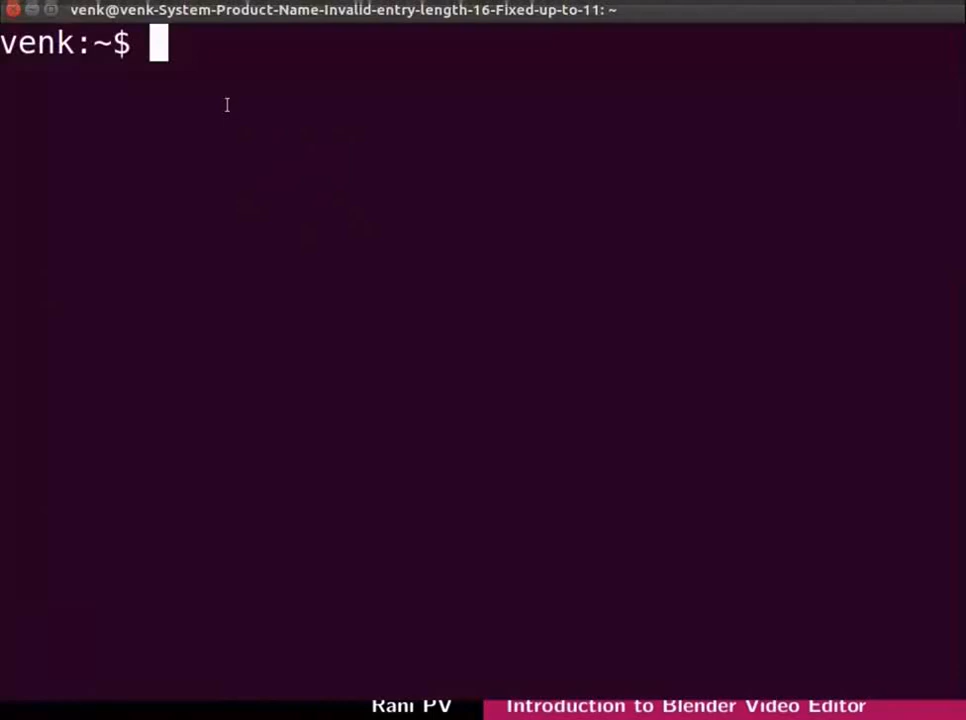 venk@venk-System-Product-Name-Invalid-entry-length-16-Fixed-up-to-11: ~
venk:~$
Rani PV Introduction to Blender Video Editor